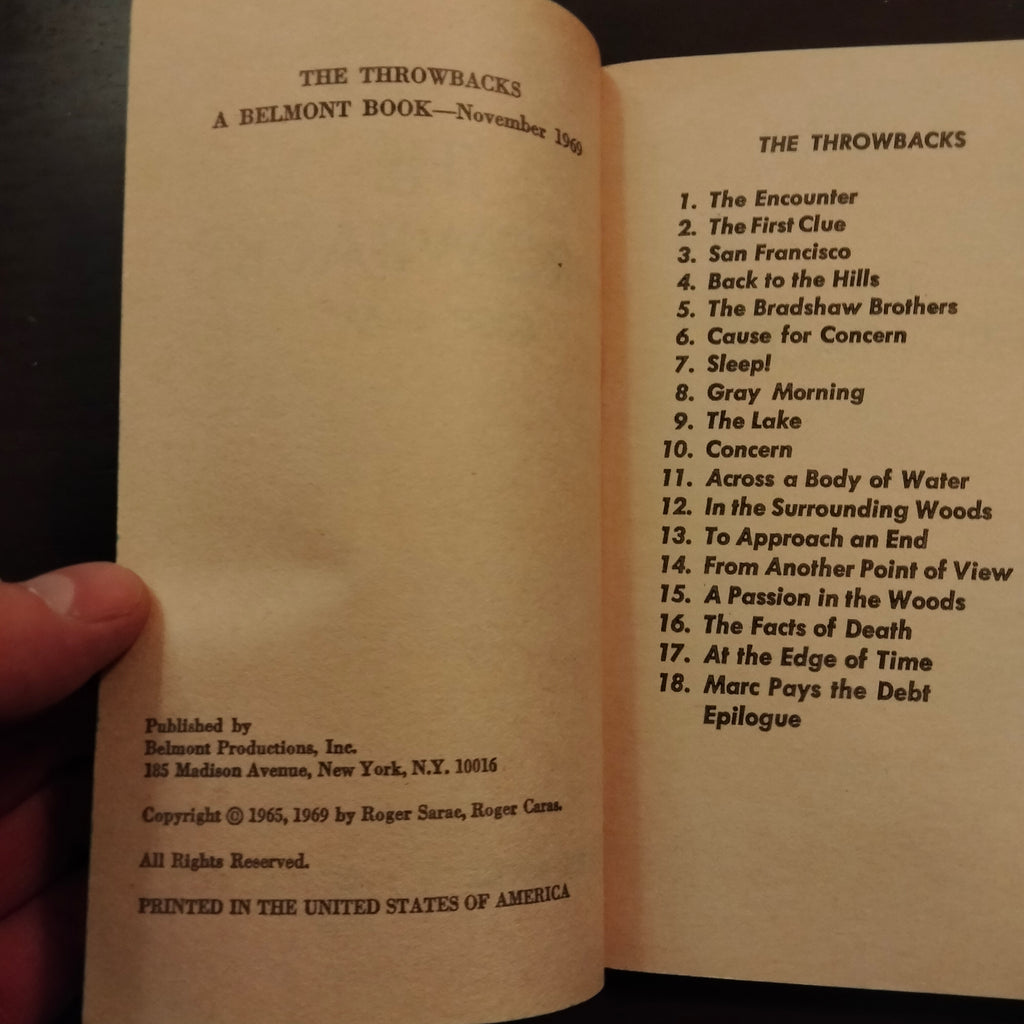 THE THROWBACKS
A BELMONT BOOK—November 1969
Published by
Belmont Productions, Inc.
185 Madison Avenue, New York, N.Y. 10016
Copyright © 1965, 1969 by Roger Sarac, Roger Caras.
All Rights Reserved.
PRINTED IN THE UNITED STATES OF AMERICA
THE THROWBACKS
1. The Encounter
2. The First Clue
3. San Francisco
4. Back to the Hills
5. The Bradshaw Brothers
6. Cause for Concern
7. Sleep!
8. Gray Morning
9. The Lake
10. Concern
11. Across a Body of Water
12. In the Surrounding Woods
13. To Approach an End
14. From Another Point of View
15. A Passion in the Woods
16. The Facts of Death
17. At the Edge of Time
18. Marc Pays the Debt
Epilogue